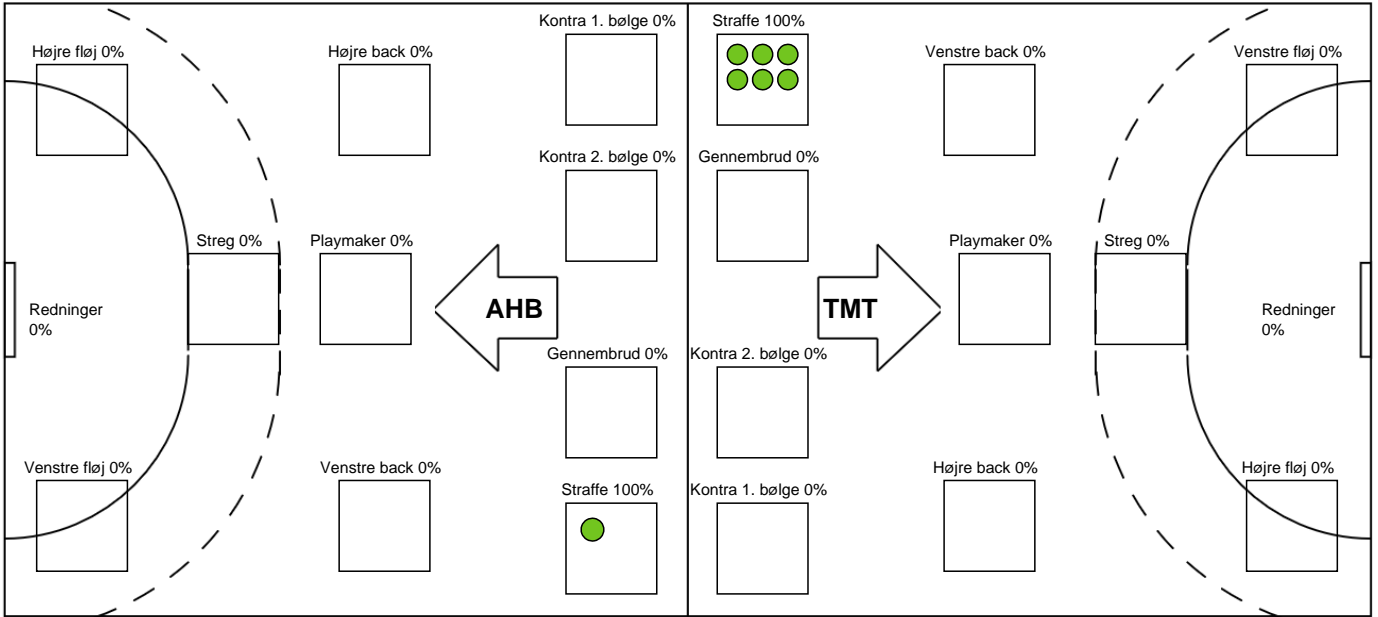 Kontra 1. bølge 0%
Straffe 100%
Højre fløj 0%
Højre back 0%
Venstre back 0%
Venstre fløj 0%
Kontra 2. bølge 0%
Gennembrud 0%
Streg 0%
Playmaker 0%
Playmaker 0%
Streg 0%
Redninger
0%
AHB
TMT
Redninger
0%
Gennembrud 0%
Kontra 2. bølge 0%
Venstre fløj 0%
Venstre back 0%
Højre back 0%
Højre fløj 0%
Straffe 100%
Kontra 1. bølge 0%